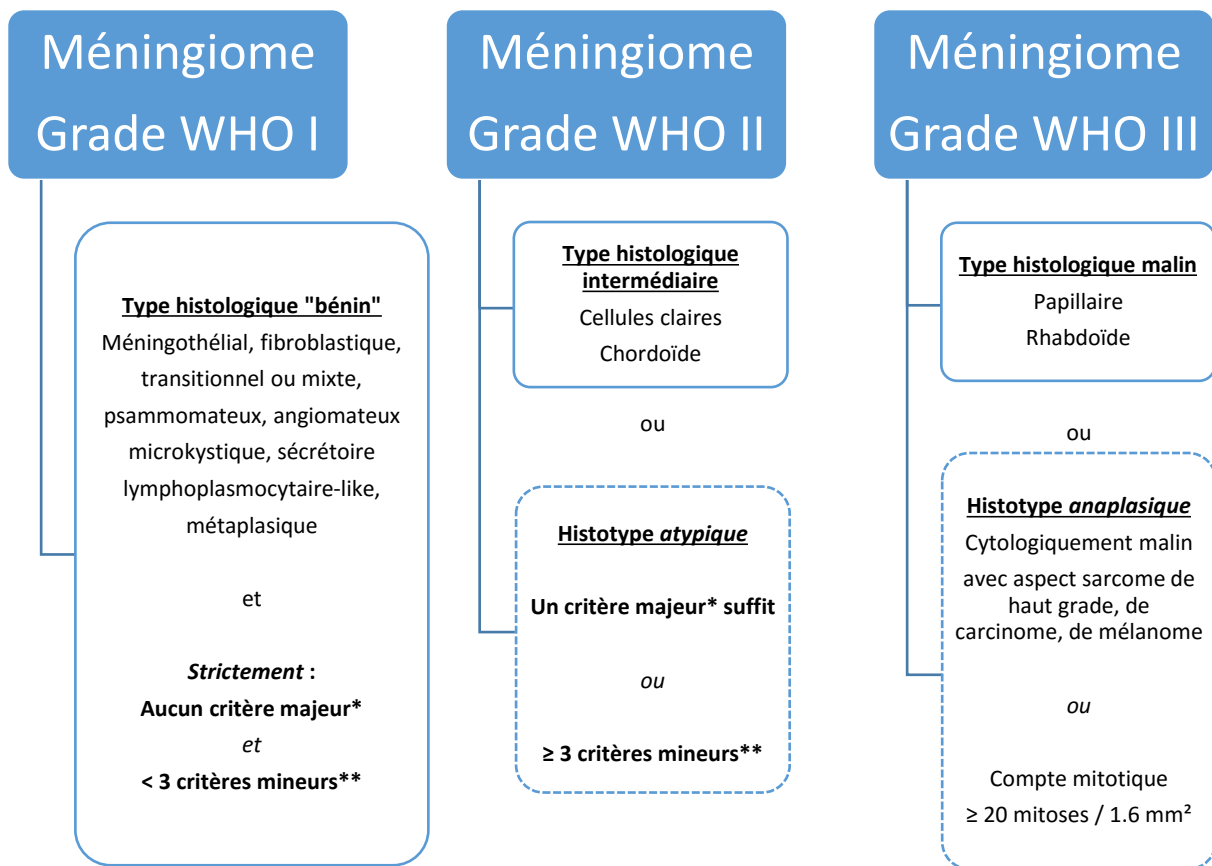 Méningiome
Grade WHO I
Type histologique "bénin"
Méningothélial, fibroblastique,
transitionnel ou mixte,
psammomateux, angiomateux
microkystique, sécrétoire
lymphoplasmocytaire-like,
métaplasique
et
Strictement :
Aucun critère majeur*
et
< 3 critères mineurs**
Méningiome
Grade WHO II
Type histologique
intermédiaire
Cellules claires
Chordoïde
ou
Histotype atypique
Un critère majeur* suffit
ou
≥ 3 critères mineurs**
Méningiome
Grade WHO III
Type histologique malin
Papillaire
Rhabdoïde
ou
Histotype anaplasique
Cytologiquement malin
avec aspect sarcome de
haut grade, de
carcinome, de mélanome
ou
Compte mitotique
≥ 20 mitoses / 1.6 mm²